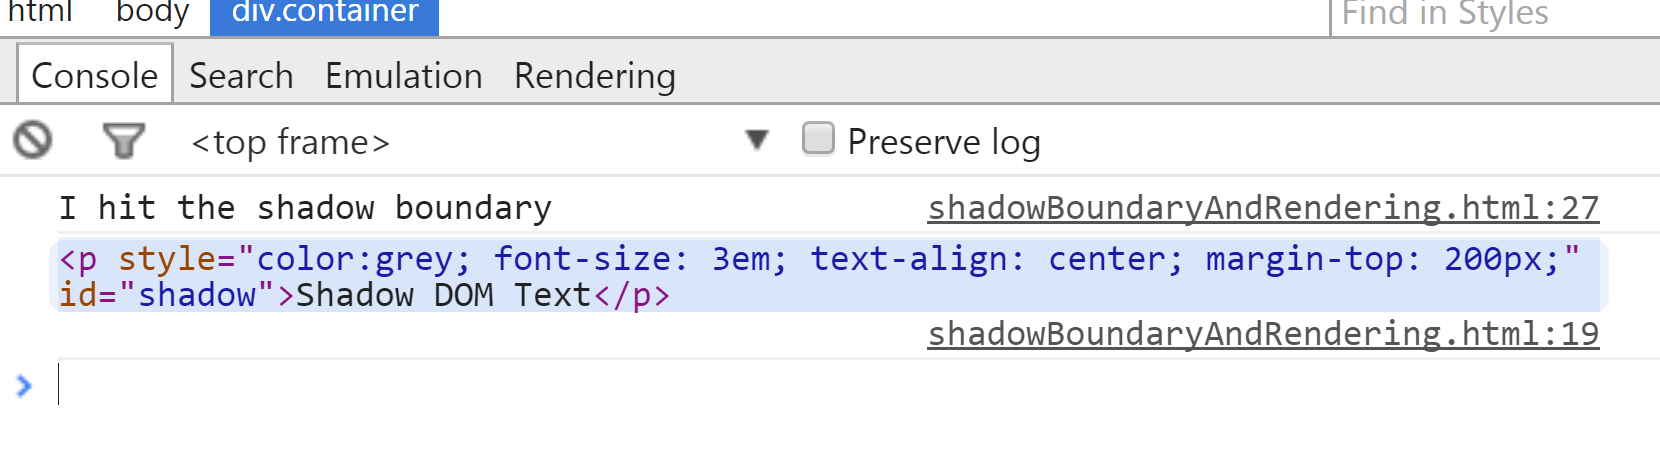 html body div.container Find in Styles
Console Search Emulation Rendering
<top frame> ▼ Preserve log
I hit the shadow boundary shadowBoundaryAndRendering.html:27
<p style="color:grey; font-size: 3em; text-align: center; margin-top: 200px;"
id="shadow">Shadow DOM Text</p>
shadowBoundaryAndRendering.html:19